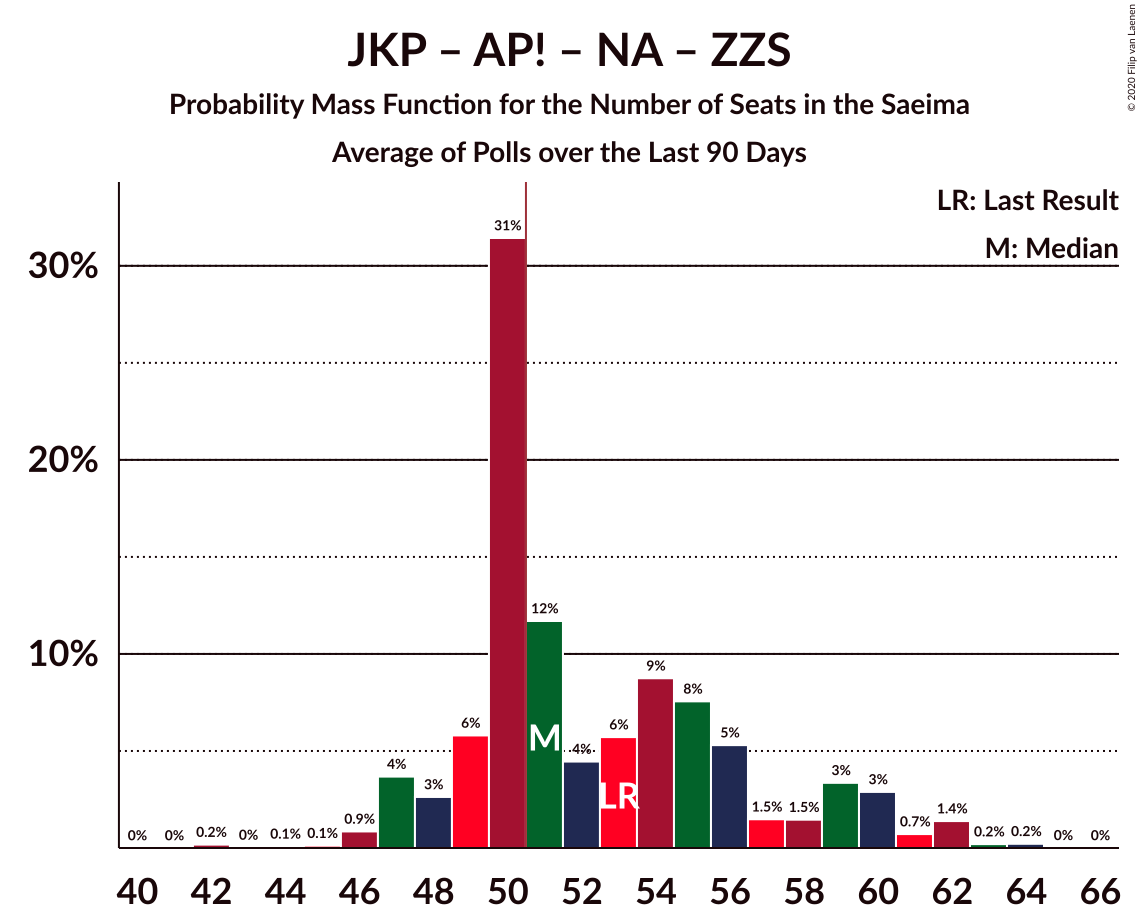 JKP – AP! – NA – ZZS
Probability Mass Function for the Number of Seats in the Saeima
Average of Polls over the Last 90 Days
© 2020 Filip van Laenen
LR: Last Result
M: Median
30%
20%
10%
0% 0% 0.2% 0% 0.1% 0.1% 0.9% 4% 3% 6% 31% 12% 4% 6% 9% 8% 5% 1.5% 1.5% 3% 3% 0.7% 1.4% 0.2% 0.2% 0% 0%
M
LR
40 42 44 46 48 50 52 54 56 58 60 62 64 66